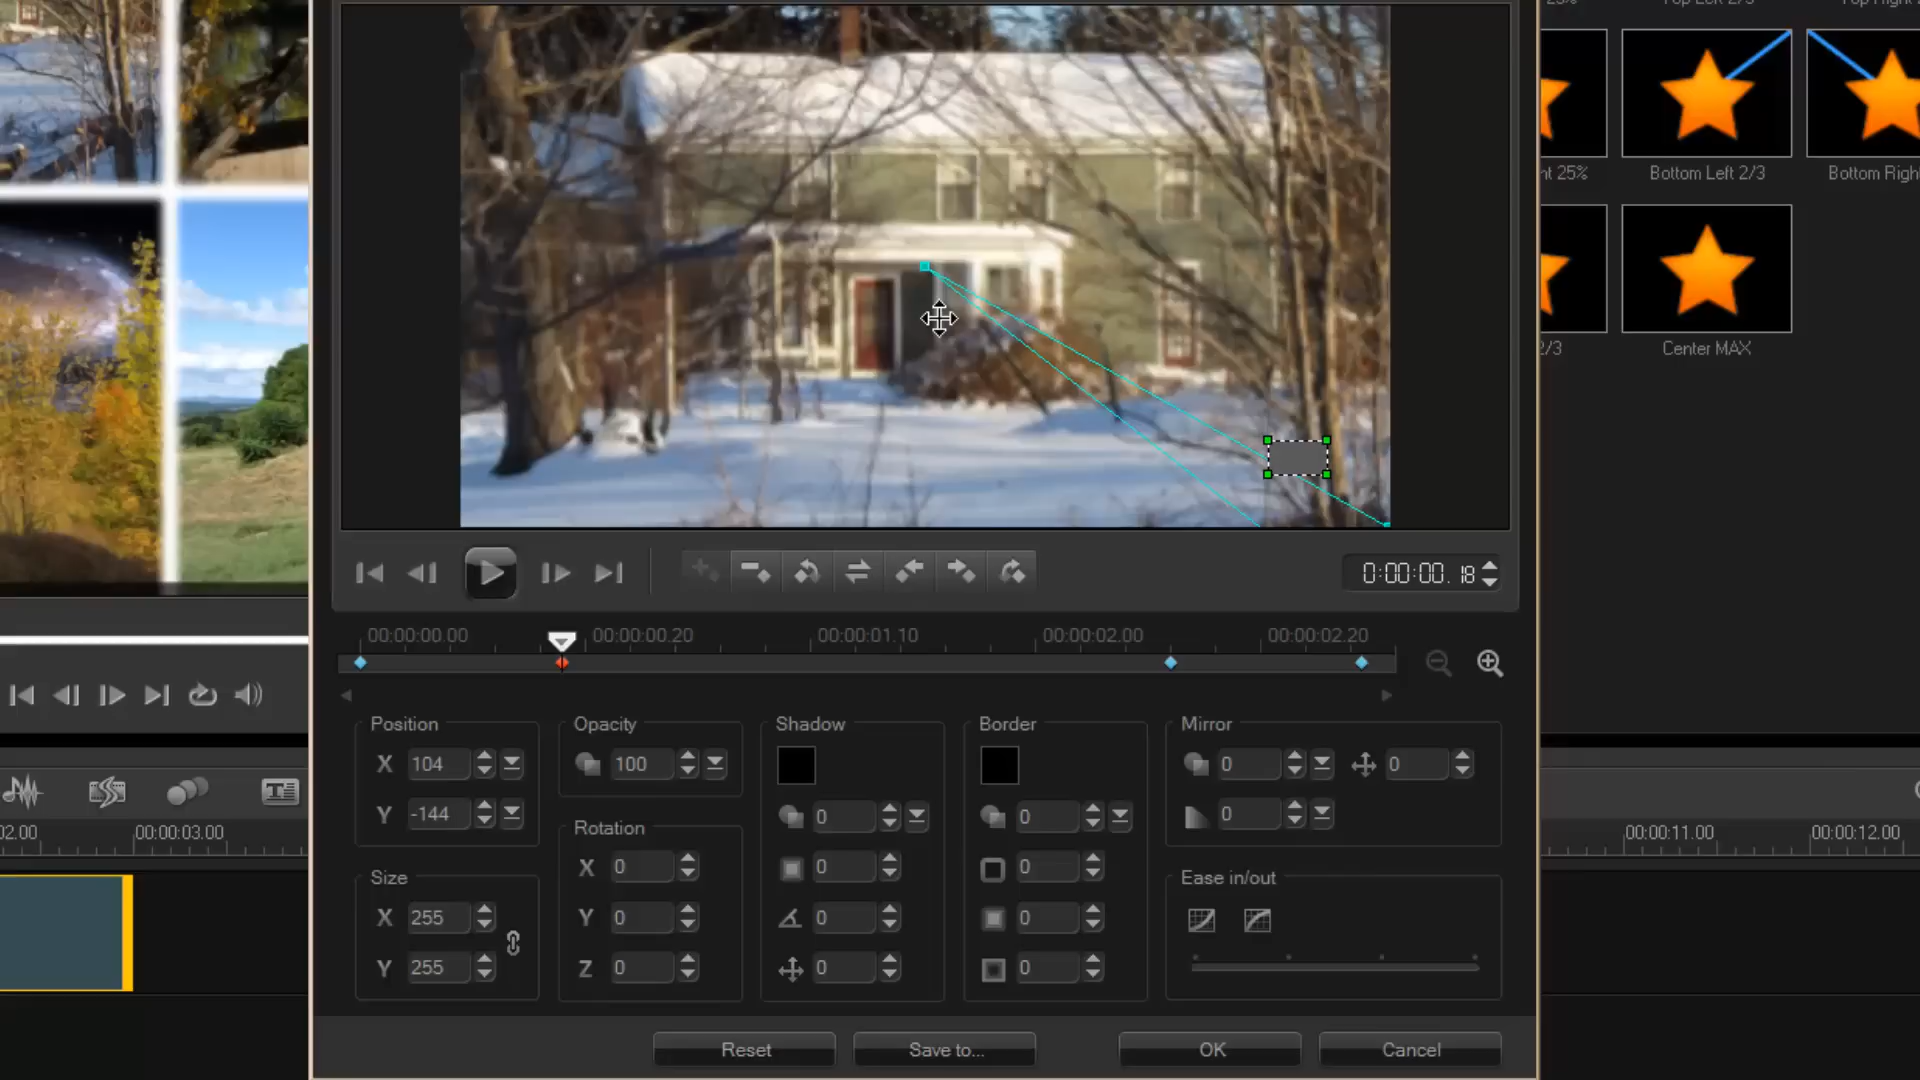 Bottom Left 2/3
Center MAX
0:00:00. 18
00:00:00.00
00:00:00.20
00:00:01.10
00:00:02.00
00:00:02.20
Position
X 104
Y -144
Size
X 255
Y 255
Opacity
100
Rotation
X 0
Y 0
Z 0
Shadow
0
0
0
0
Border
0
0
0
0
Mirror
0
0
0
Ease in/out
Reset
Save to...
OK
Cancel
02.00
00:00:03.00
00:00:11.00
00:00:12.00
Bottom Righ
ht 25%
2/3